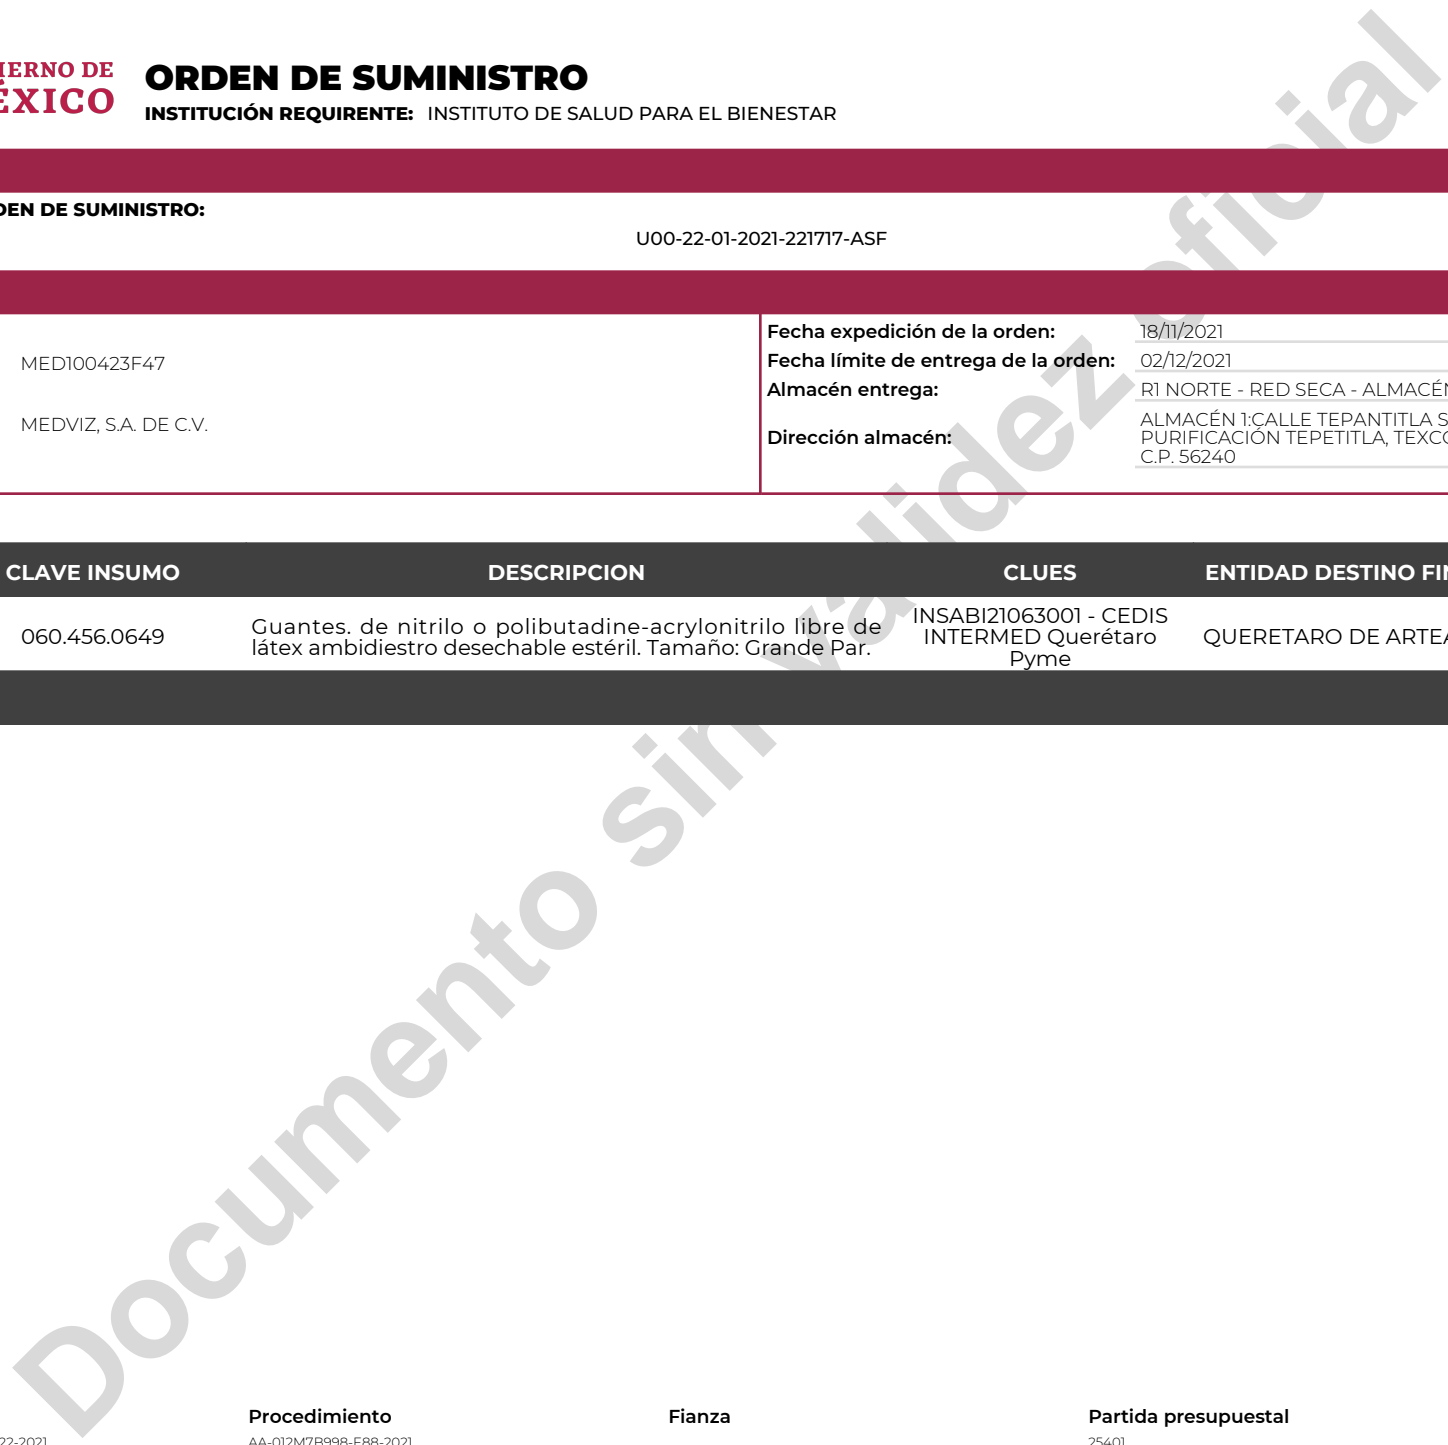 IERNO DE
ÉXICO
ORDEN DE SUMINISTRO
INSTITUCIÓN REQUIRENTE: INSTITUTO DE SALUD PARA EL BIENESTAR
DEN DE SUMINISTRO:
U00-22-01-2021-221717-ASF
MED100423F47
MEDVIZ, S.A. DE C.V.
Fecha expedición de la orden: 18/11/2021
Fecha límite de entrega de la orden: 02/12/2021
Almacén entrega: R1 NORTE - RED SECA - ALMACÉN
Dirección almacén: ALMACÉN 1:CALLE TEPANTITLA S
PURIFICACIÓN TEPETITLA, TEXCO
C.P. 56240
CLAVE INSUMO DESCRIPCION CLUES ENTIDAD DESTINO FIN
060.456.0649
Guantes. de nitrilo o polibutadine-acrylonitrilo libre de
látex ambidiestro desechable estéril. Tamaño: Grande Par.
INSABI21063001 - CEDIS
INTERMED Querétaro
Pyme
QUERETARO DE ARTEA
Documento sin validez oficial
Procedimiento Fianza Partida presupuestal
22-2021 AA-012M7B998-E88-2021 25401